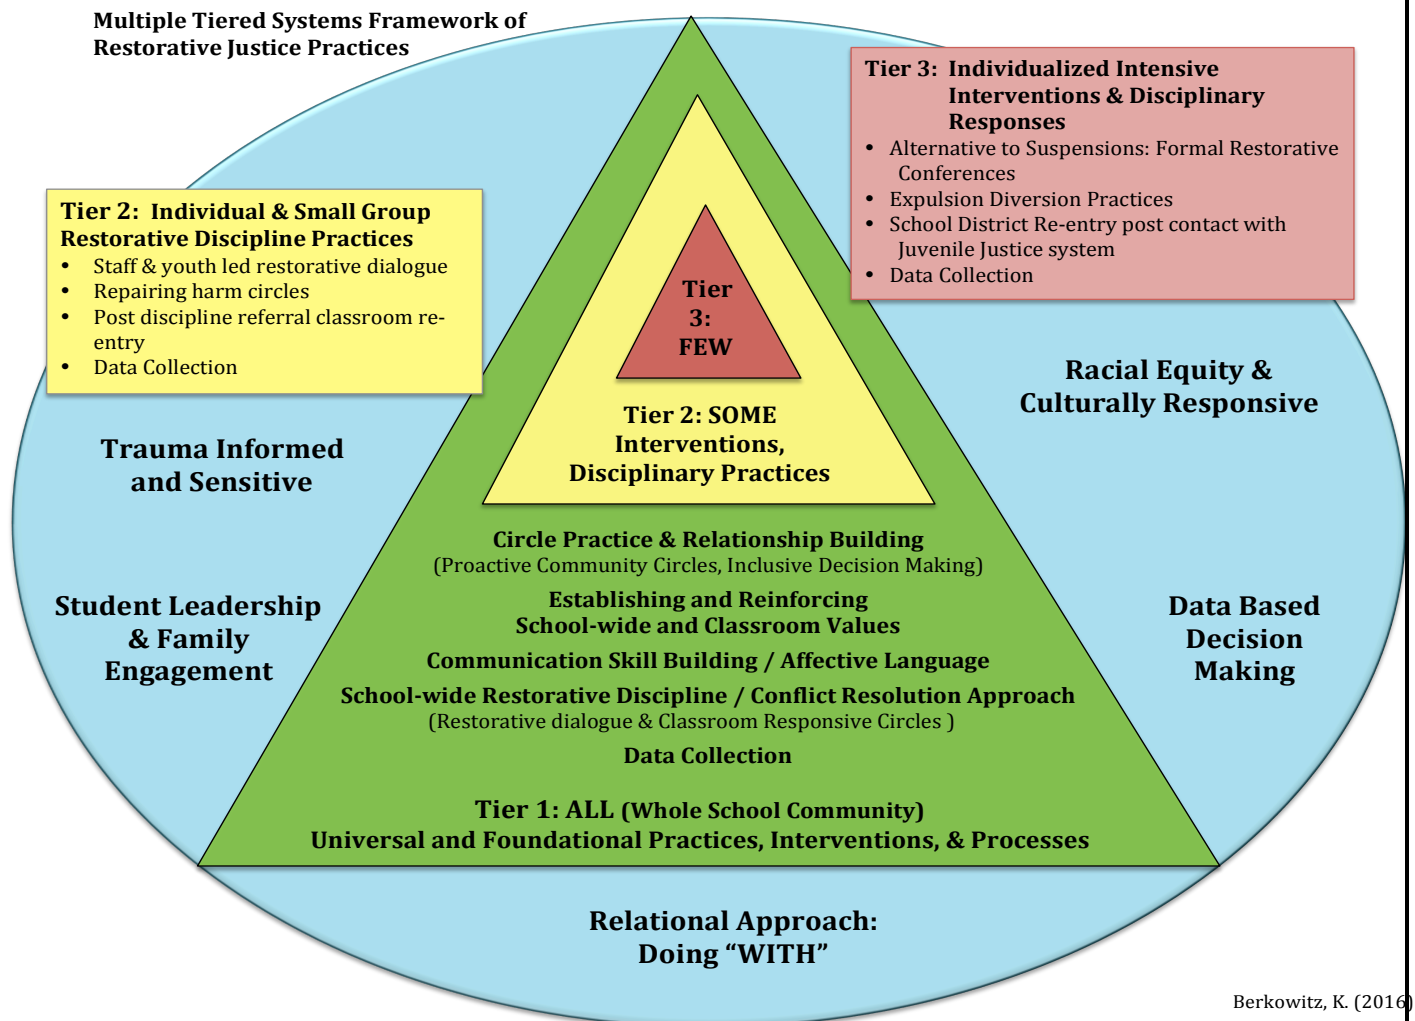 Multiple Tiered Systems Framework of
Restorative Justice Practices
Tier 3: Individualized Intensive
Interventions & Disciplinary
Responses
• Alternative to Suspensions: Formal Restorative
Conferences
• Expulsion Diversion Practices
• School District Re-entry post contact with
Juvenile Justice system
• Data Collection
Tier 2: Individual & Small Group
Restorative Discipline Practices
• Staff & youth led restorative dialogue
• Repairing harm circles
• Post discipline referral classroom re-
entry
• Data Collection
Tier
3:
FEW
Tier 2: SOME
Interventions,
Disciplinary Practices
Racial Equity &
Culturally Responsive
Trauma Informed
and Sensitive
Student Leadership
& Family
Engagement
Data Based
Decision
Making
Circle Practice & Relationship Building
(Proactive Community Circles, Inclusive Decision Making)
Establishing and Reinforcing
School-wide and Classroom Values
Communication Skill Building / Affective Language
School-wide Restorative Discipline / Conflict Resolution Approach
(Restorative dialogue & Classroom Responsive Circles )
Data Collection
Tier 1: ALL (Whole School Community)
Universal and Foundational Practices, Interventions, & Processes
Relational Approach:
Doing “WITH”
Berkowitz, K. (2016)